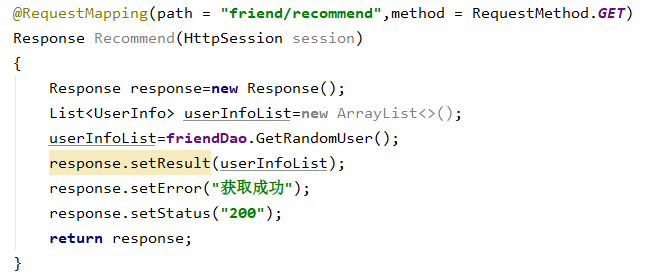 @RequestMapping(path = "friend/recommend",method = RequestMethod.GET)
Response Recommend(HttpSession session)
{
Response response=new Response();
List<UserInfo> userInfoList=new ArrayList<>();
userInfoList=friendDao.GetRandomUser();
response.setResult(userInfoList);
response.setError("获取成功");
response.setStatus("200");
return response;
}